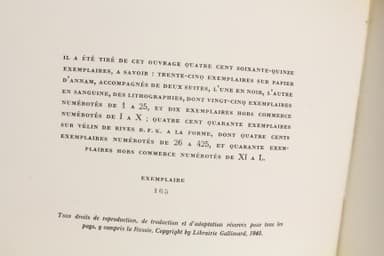 IL A ÉTÉ TIRÉ DE CET OUVRAGE QUATRE CENT SOIXANTE-QUINZE
EXEMPLAIRES, A SAVOIR : TRENTE-CINQ EXEMPLAIRES SUR PAPIER
D'ANNAM, ACCOMPAGNÉS DE DEUX SUITES, L'UNE EN NOIR, L'AUTRE
EN SANGUINE, DES LITHOGRAPHIES, DONT VINGT-CINQ EXEMPLAIRES
NUMÉROTÉS DE 1 A 25, ET DIX EXEMPLAIRES HORS COMMERCE
NUMÉROTÉS DE I A X ; QUATRE CENT QUARANTE EXEMPLAIRES
SUR VÉLIN DE RIVES B.F.K. A LA FORME, DONT QUATRE CENTS
EXEMPLAIRES NUMÉROTÉS DE 26 A 425, ET QUARANTE EXEM-
PLAIRES HORS COMMERCE NUMÉROTÉS DE XI A L.
EXEMPLAIRE
165
Tous droits de reproduction, de traduction et d'adaptation réservés pour tous les
pays, y compris la Russie. Copyright by Librairie Gallimard,